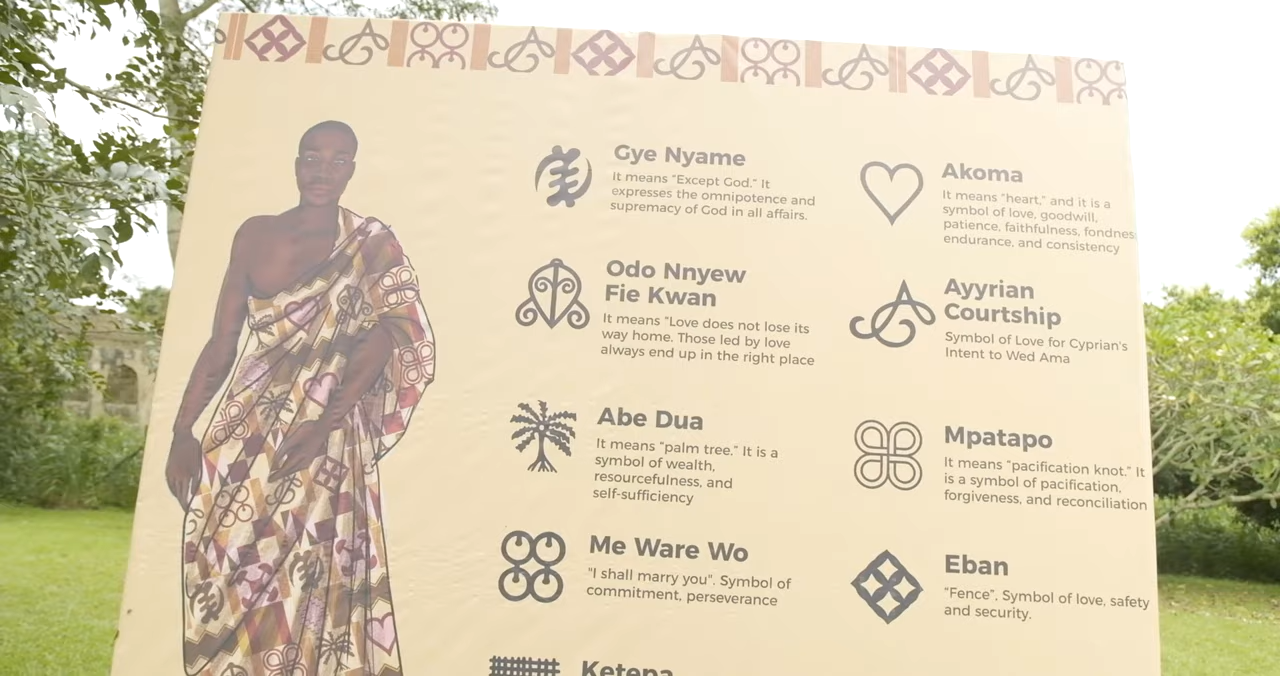 Gye Nyame
It means "Except God." It
expresses the omnipotence and
supremacy of God in all affairs.
Odo Nnyew
Fie Kwan
It means "Love does not lose its
way home. Those led by love
always end up in the right place
Abe Dua
It means "palm tree." It is a
symbol of wealth,
resourcefulness, and
self-sufficiency
Me Ware Wo
"I shall marry you". Symbol of
commitment, perseverance
Ketepa
Akoma
It means "heart," and it is a
symbol of love, goodwill,
patience, faithfulness, fondness
endurance, and consistency
Ayyrian
Courtship
Symbol of Love for Cyprian's
Intent to Wed Ama
Mpatapo
It means "pacification knot." It
is a symbol of pacification,
forgiveness, and reconciliation
Eban
"Fence". Symbol of love, safety
and security.